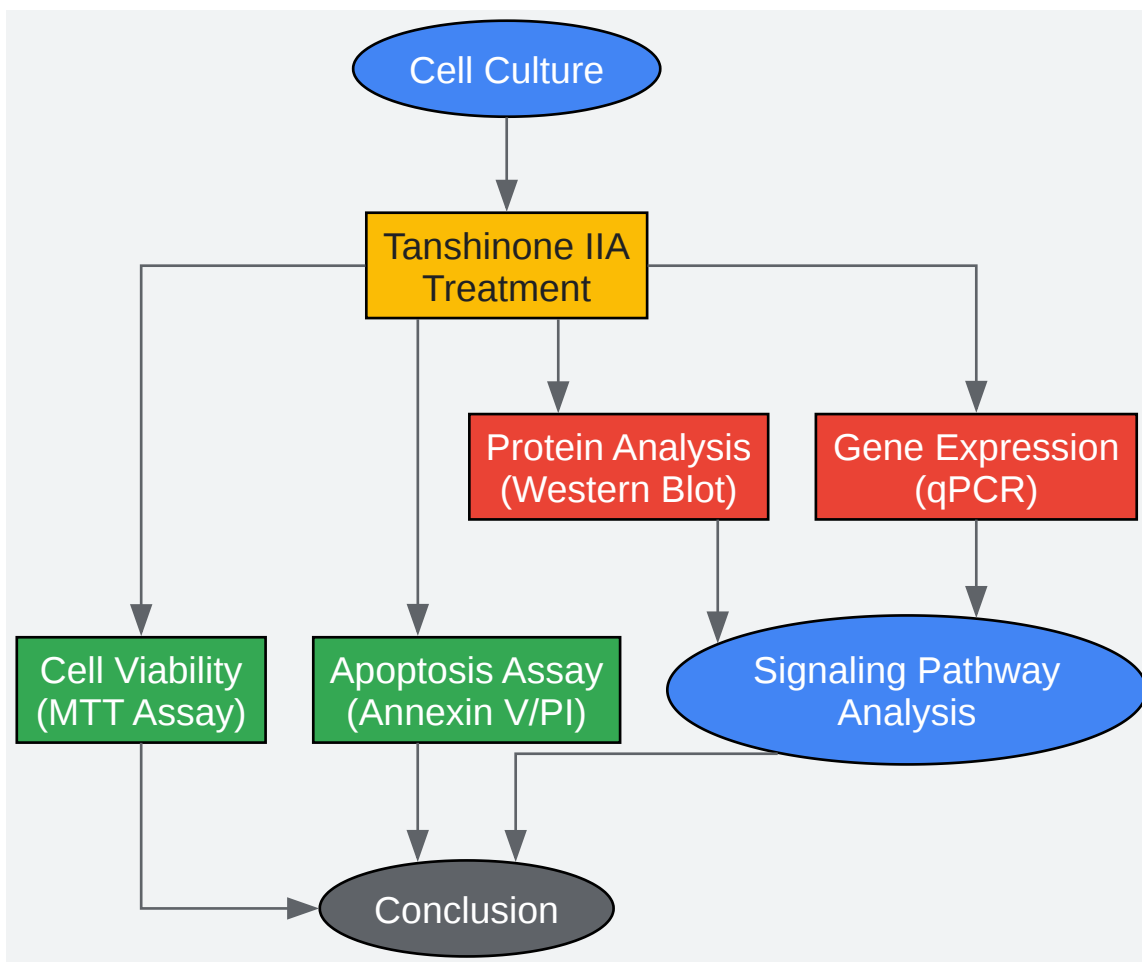 Cell Culture
Tanshinone IIA
Treatment
Protein Analysis
(Western Blot)
Gene Expression
(qPCR)
Cell Viability
(MTT Assay)
Apoptosis Assay
(Annexin V/PI)
Signaling Pathway
Analysis
Conclusion